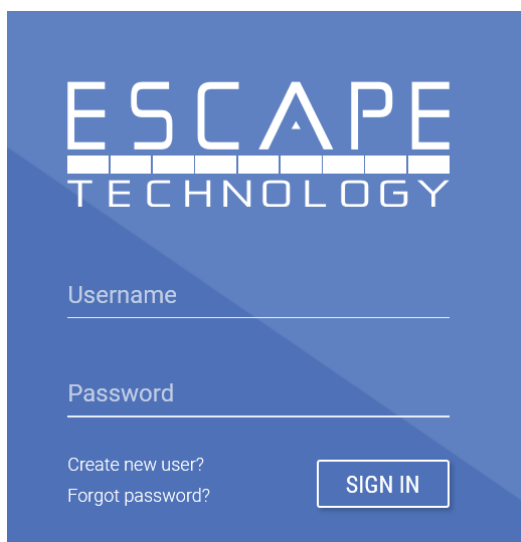 ESCAPE
TECHNOLOGY
Username
Password
Create new user?
Forgot password?
SIGN IN